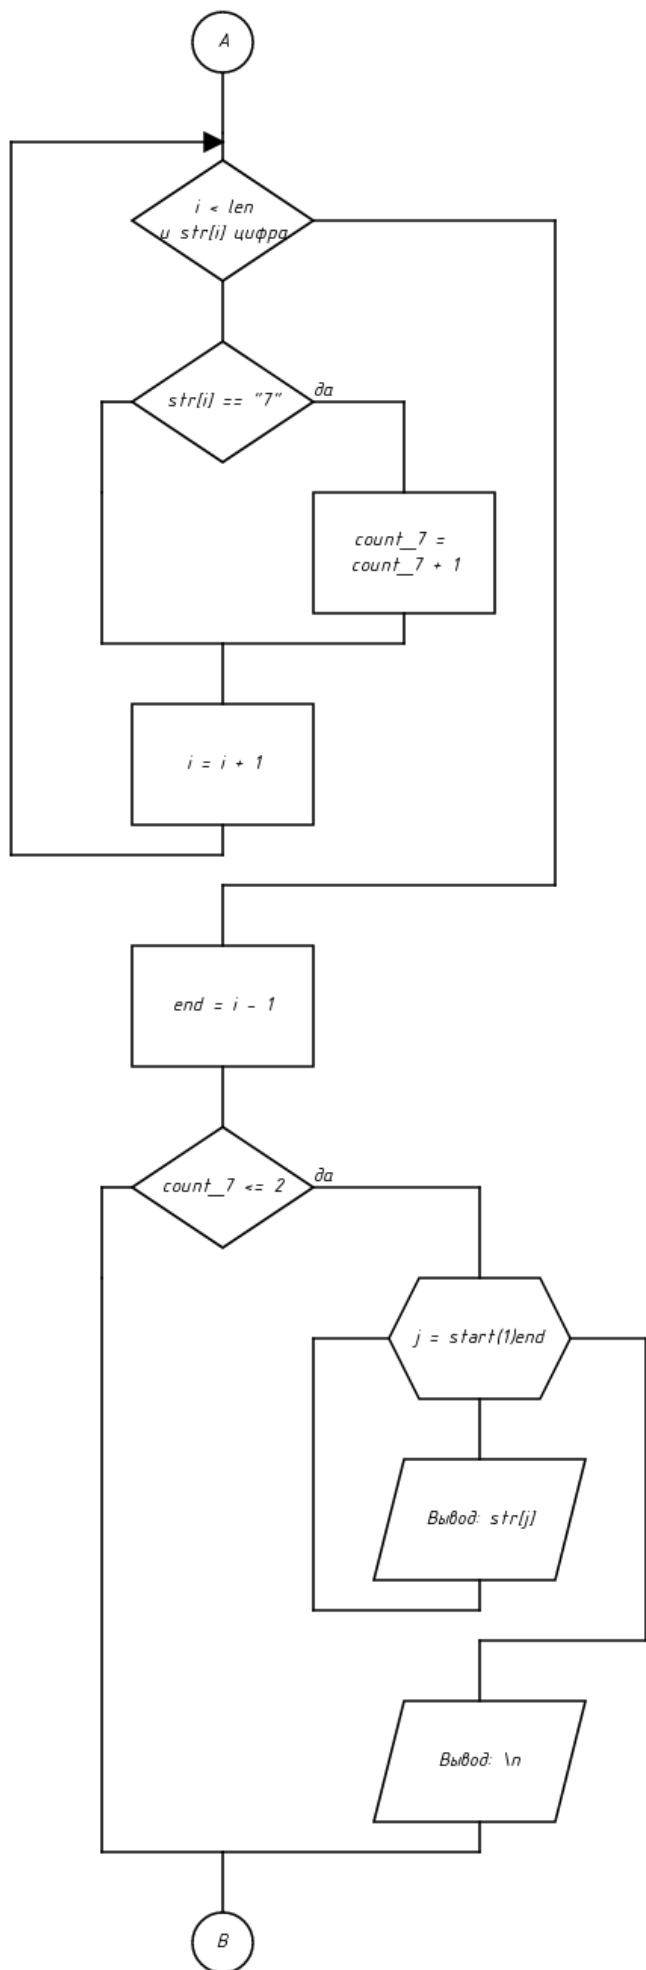 A
i < len
и str[i] цифра
str[i] == "7"
да
count_7 =
count_7 + 1
i = i + 1
end = i - 1
count_7 <= 2
да
j = start(1)end
Вывод: str[j]
Вывод: \n
B